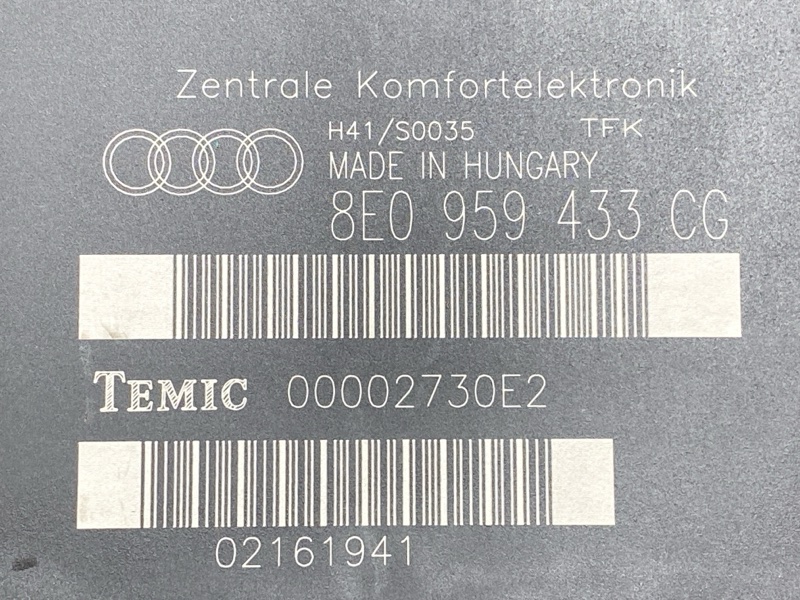 Zentrale Komfortelektronik
H41/S0035 TFK
MADE IN HUNGARY
8E0 959 433 CG
TEMIC 00002730E2
02161941